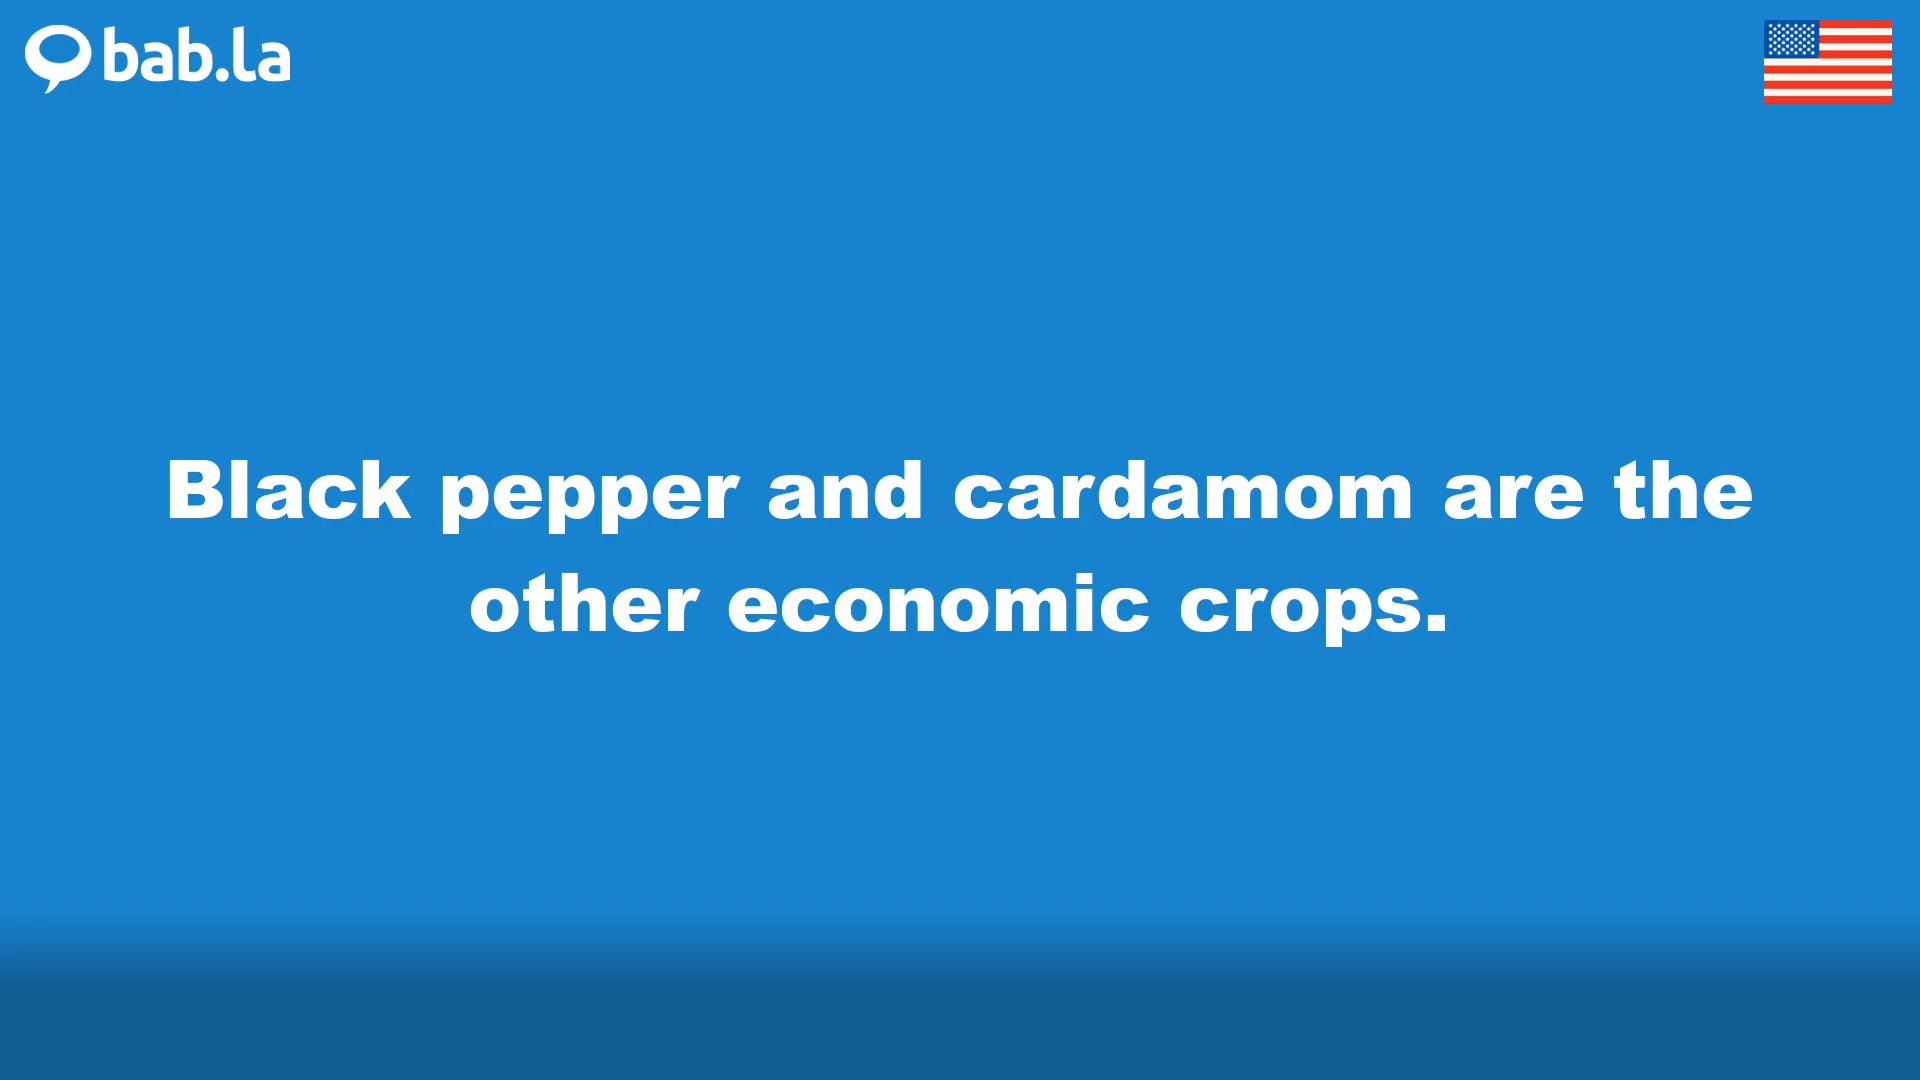 bab.la
Black pepper and cardamom are the
other economic crops.